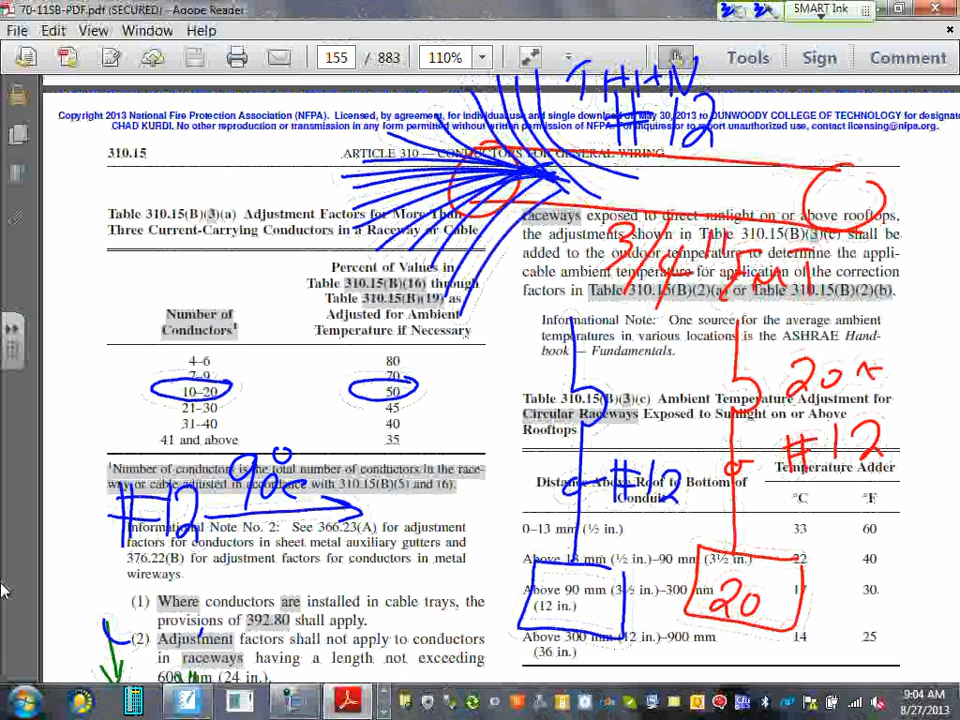 70-11SB-PDF.pdf (SECURED) - Adobe Reader
SMART Ink
File Edit View Window Help
155 / 883 110% Tools Sign Comment
Copyright 2013 National Fire Protection Association (NFPA). Licensed, by agreement, for individual use and single download on May 30, 2013 to DUNWOODY COLLEGE OF TECHNOLOGY for designat
CHAD KURDI. No other reproduction or transmission in any form permitted without written permission of NFPA. For inquires or to report unauthorized use, contact licensing@nfpa.org.
THHN
#12
310.15
ARTICLE 310 — CONDUCTORS FOR GENERAL WIRING
Table 310.15(B)(3)(a) Adjustment Factors for More Than
Three Current-Carrying Conductors in a Raceway or Cable
Number of
Conductors¹
Percent of Values in
Table 310.15(B)(16) through
Table 310.15(B)(19) as
Adjusted for Ambient
Temperature if Necessary
4–6 80
7–9 70
10–20 50
21–30 45
31–40 40
41 and above 35
¹Number of conductors is the total number of conductors in the race-
way or cable adjusted in accordance with 310.15(B)(5) and (6).
90°C
#12
Informational Note No. 2: See 366.23(A) for adjustment
factors for conductors in sheet metal auxiliary gutters and
376.22(B) for adjustment factors for conductors in metal
wireways.
(1) Where conductors are installed in cable trays, the
provisions of 392.80 shall apply.
(2) Adjustment factors shall not apply to conductors
in raceways having a length not exceeding
600 mm (24 in.).
raceways exposed to direct sunlight on or above rooftops,
the adjustments shown in Table 310.15(B)(3)(c) shall be
added to the outdoor temperature to determine the appli-
cable ambient temperature for application of the correction
factors in Table 310.15(B)(2)(a) or Table 310.15(B)(2)(b).
3/4" EMT
Informational Note: One source for the average ambient
temperatures in various locations is the ASHRAE Hand-
book — Fundamentals.
20
#12
Table 310.15(B)(3)(c) Ambient Temperature Adjustment for
Circular Raceways Exposed to Sunlight on or Above
Rooftops
Distance Above Roof to Bottom of
Conduit
Temperature Adder
°C °F
#12
0–13 mm (½ in.) 33 60
Above 13 mm (½ in.)–90 mm (3½ in.) 22 40
Above 90 mm (3½ in.)–300 mm
(12 in.) 17 30
20
Above 300 mm (12 in.)–900 mm
(36 in.) 14 25
9:04 AM
8/27/2013